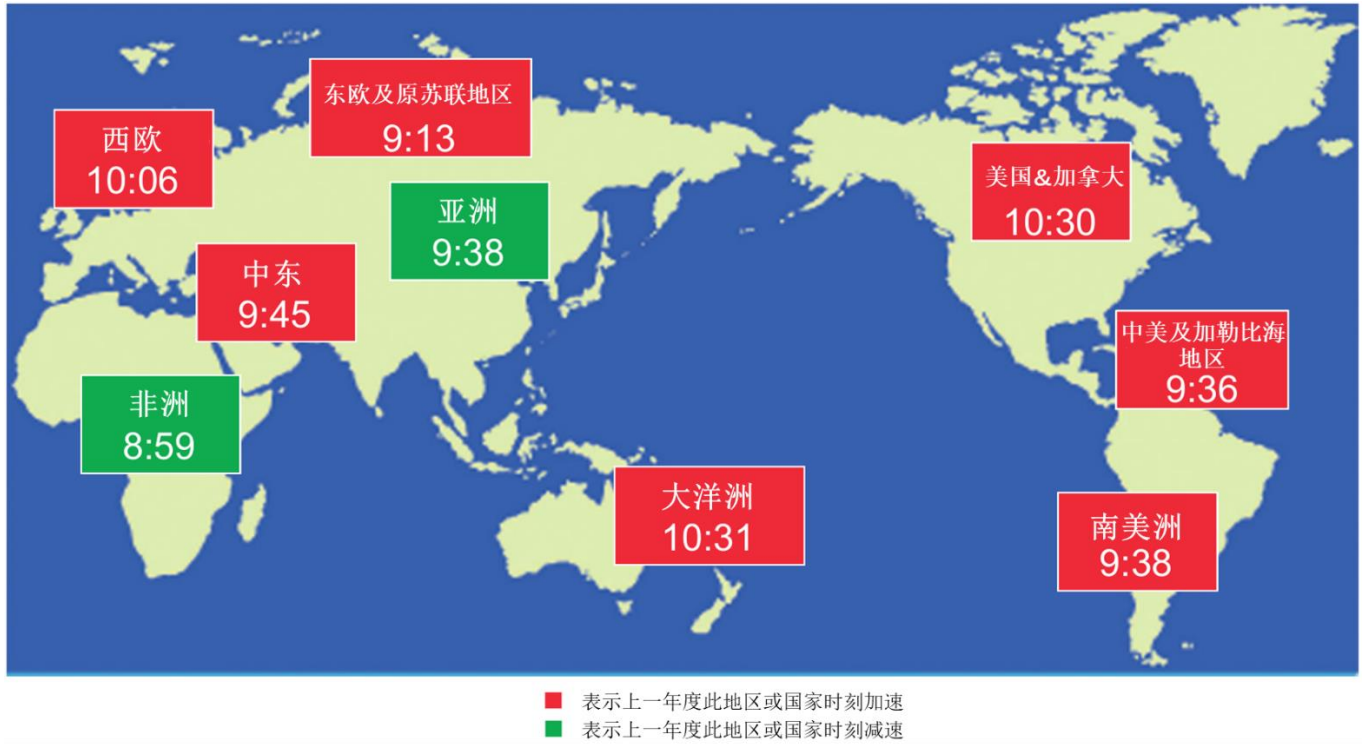 东欧及原苏联地区
9:13
西欧
10:06
美国&加拿大
10:30
亚洲
9:38
中东
9:45
中美及加勒比海
地区
9:36
非洲
8:59
大洋洲
10:31
南美洲
9:38
表示上一年度此地区或国家时刻加速
表示上一年度此地区或国家时刻减速